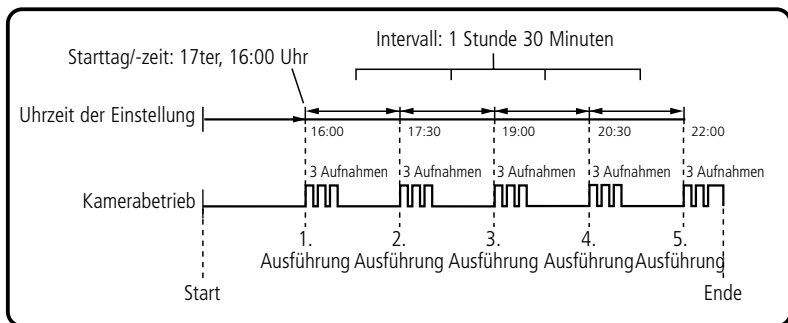 Intervall: 1 Stunde 30 Minuten
Starttag/-zeit: 17ter, 16:00 Uhr
Uhrzeit der Einstellung
16:00 17:30 19:00 20:30 22:00
3 Aufnahmen 3 Aufnahmen 3 Aufnahmen 3 Aufnahmen 3 Aufnahmen
Kamerabetrieb
1. 2. 3. 4. 5.
Ausführung Ausführung Ausführung Ausführung Ausführung
Start Ende